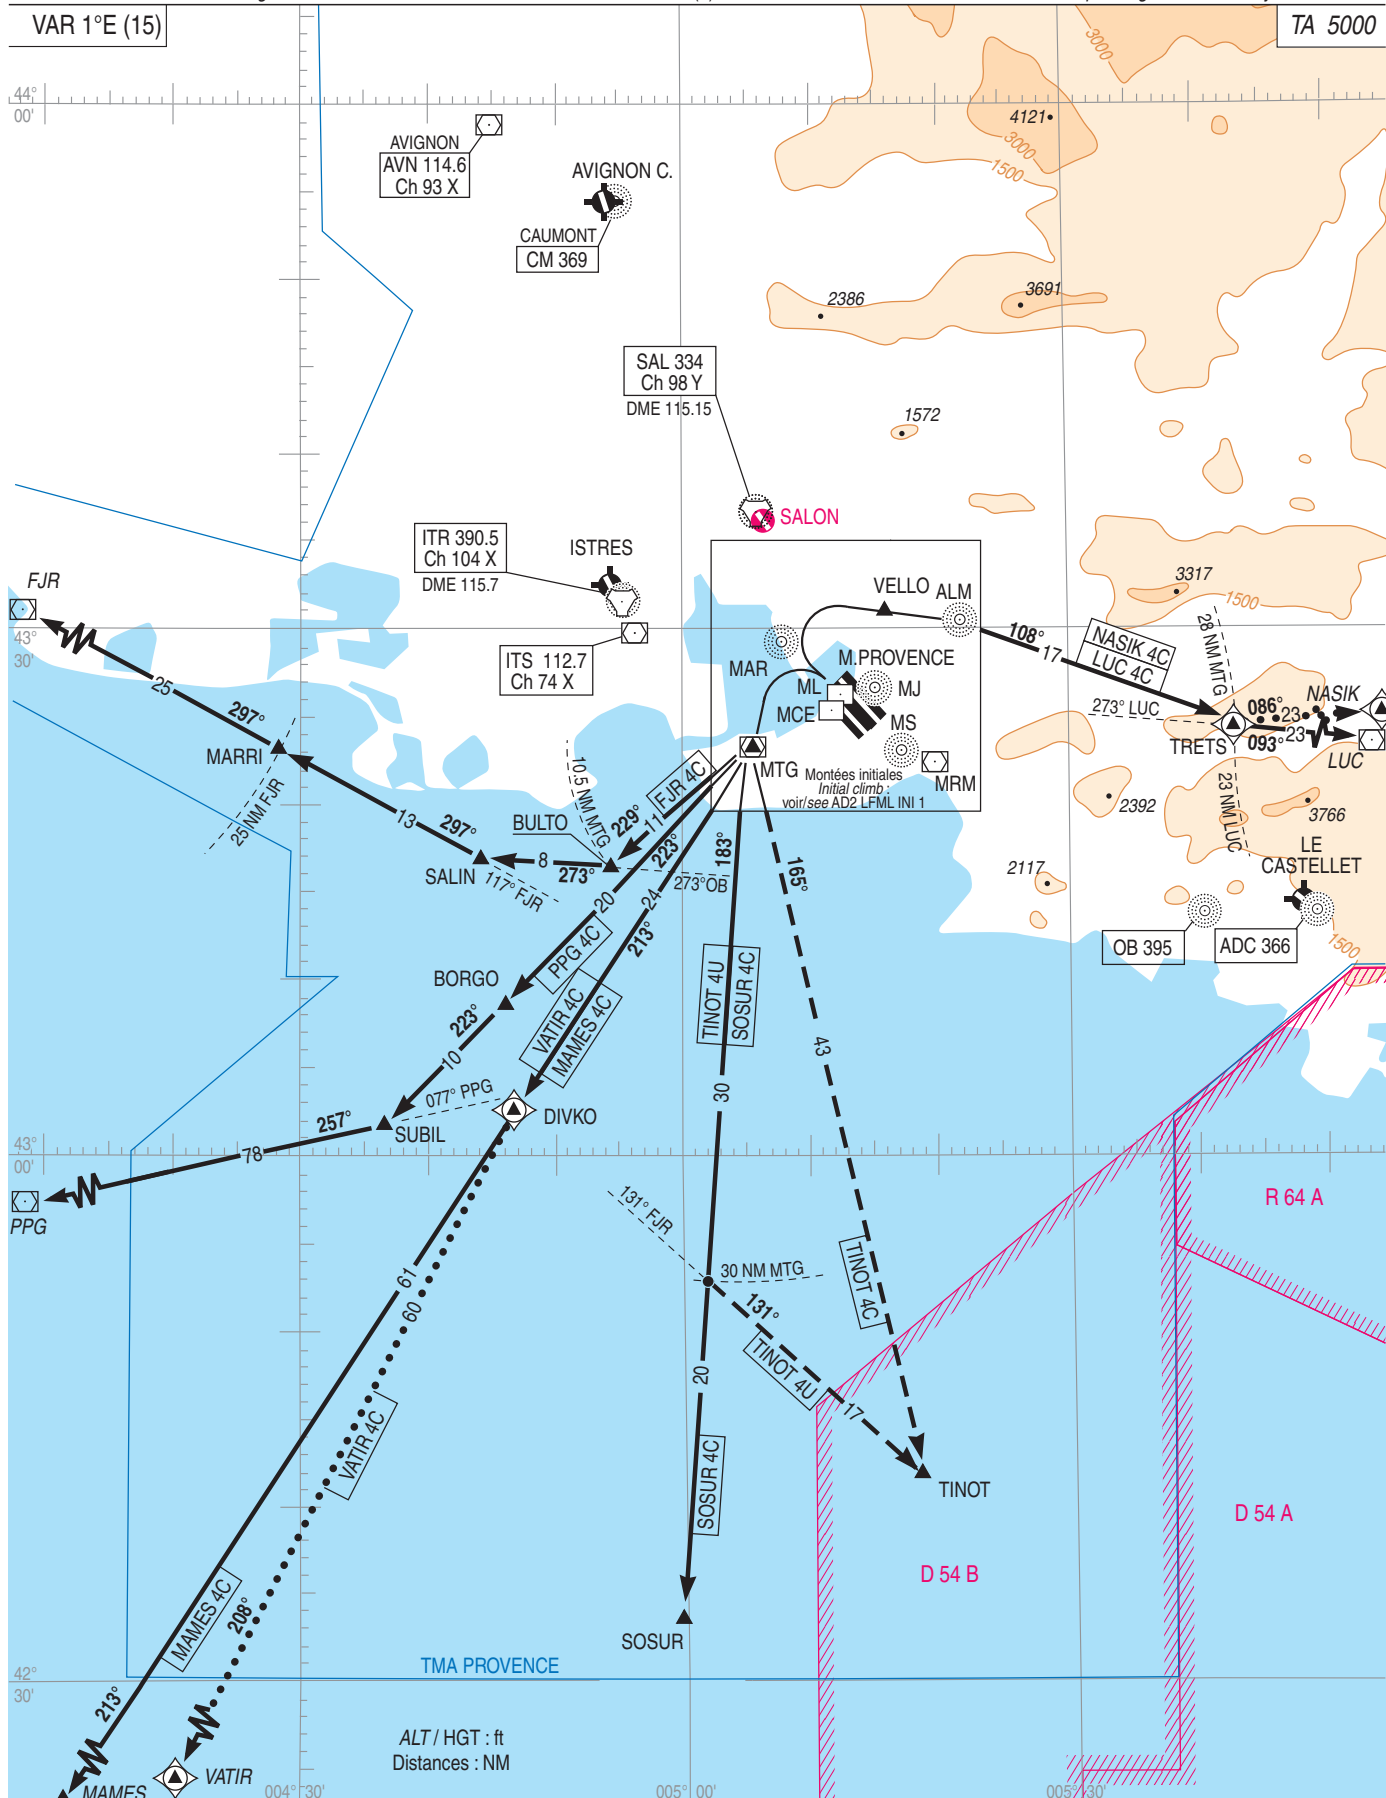 VAR 1°E (15)
TA 5000
44°
00'
3000
4121
3000
1500
AVIGNON
AVN 114.6
Ch 93 X
AVIGNON C.
CAUMONT
CM 369
2386
3691
SAL 334
Ch 98 Y
DME 115.15
1572
SALON
ITR 390.5
Ch 104 X
DME 115.7
ISTRES
ITS 112.7
Ch 74 X
FJR
43°
30'
VELLO
ALM
MAR
M.PROVENCE
ML
MJ
MCE
MS
MTG
MRM
Montées initiales
Initial climb :
voir/see AD2 LFML INI 1
108°
17
NASIK 4C
LUC 4C
3317
1500
28 NM MTG
273° LUC
TRETS
086°
23
NASIK
093°
23
LUC
23 NM LUC
2392
3766
2117
LE
CASTELLET
OB 395
ADC 366
1500
25
297°
MARRI
25 NM FJR
13
297°
SALIN
117° FJR
8
273°
BULTO
10.5 NM MTG
273°OB
229°
11
FJR 4C
223°
20
PPG 4C
24
213°
VATIR 4C
MAMES 4C
183°
TINOT 4U
SOSUR 4C
30
165°
43
TINOT 4C
BORGO
223°
10
077° PPG
SUBIL
DIVKO
257°
78
PPG
43°
00'
131° FJR
30 NM MTG
131°
TINOT 4U
17
TINOT
20
SOSUR 4C
SOSUR
61
60
VATIR 4C
MAMES 4C
208°
213°
MAMES
VATIR
R 64 A
D 54 A
D 54 B
TMA PROVENCE
42°
30'
ALT / HGT : ft
Distances : NM
004° 30'
005° 00'
005° 30'